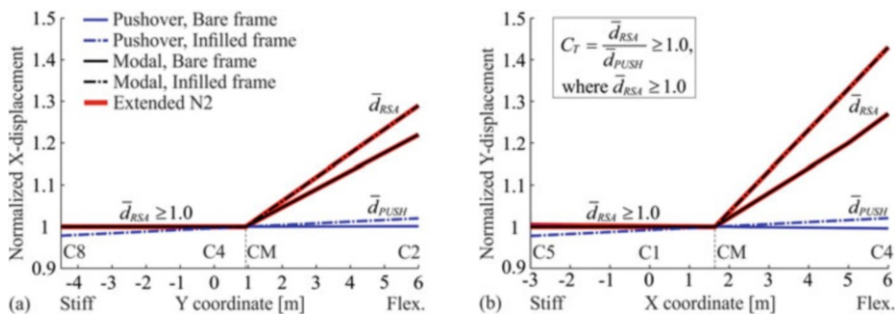 1.5
1.4
1.3
1.2
1.1
1
0.9
Normalized X-displacement
Pushover, Bare frame
Pushover, Infilled frame
Modal, Bare frame
Modal, Infilled frame
Extended N2
d̅RSA
d̅RSA ≥ 1.0
d̅PUSH
C8
C4
CM
C2
-4 -3 -2 -1 0 1 2 3 4 5 6
(a) Stiff Y coordinate [m] Flex.
1.5
1.4
1.3
1.2
1.1
1
0.9
Normalized Y-displacement
CT = d̅RSA / d̅PUSH ≥ 1.0,
where d̅RSA ≥ 1.0
d̅RSA
d̅RSA ≥ 1.0
d̅PUSH
C5
C1
CM
C4
-3 -2 -1 0 1 2 3 4 5 6
(b) Stiff X coordinate [m] Flex.